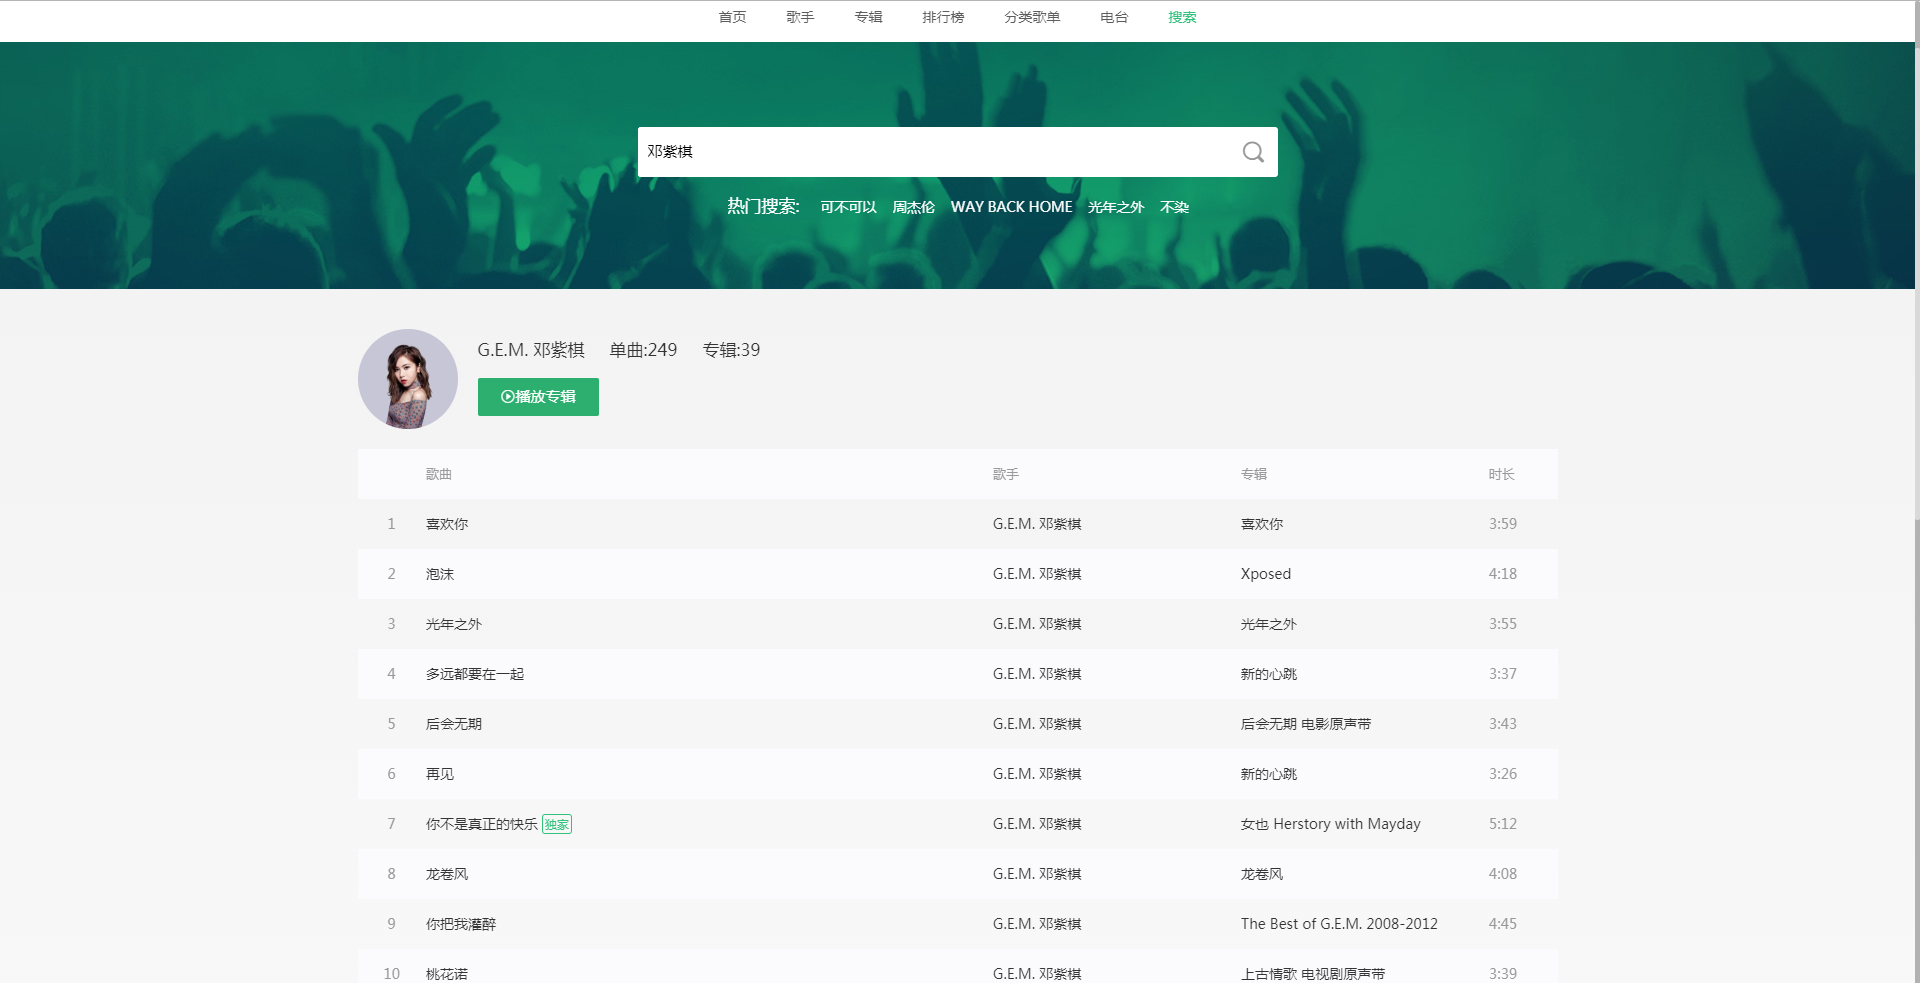 首页 歌手 专辑 排行榜 分类歌单 电台 搜索
邓紫棋
热门搜索: 可不可以 周杰伦 WAY BACK HOME 光年之外 不染
G.E.M. 邓紫棋 单曲:249 专辑:39
播放专辑
歌曲 歌手 专辑 时长
1 喜欢你 G.E.M. 邓紫棋 喜欢你 3:59
2 泡沫 G.E.M. 邓紫棋 Xposed 4:18
3 光年之外 G.E.M. 邓紫棋 光年之外 3:55
4 多远都要在一起 G.E.M. 邓紫棋 新的心跳 3:37
5 后会无期 G.E.M. 邓紫棋 后会无期 电影原声带 3:43
6 再见 G.E.M. 邓紫棋 新的心跳 3:26
7 你不是真正的快乐 独家 G.E.M. 邓紫棋 女也 Herstory with Mayday 5:12
8 龙卷风 G.E.M. 邓紫棋 龙卷风 4:08
9 你把我灌醉 G.E.M. 邓紫棋 The Best of G.E.M. 2008-2012 4:45
10 桃花诺 G.E.M. 邓紫棋 上古情歌 电视剧原声带 3:39